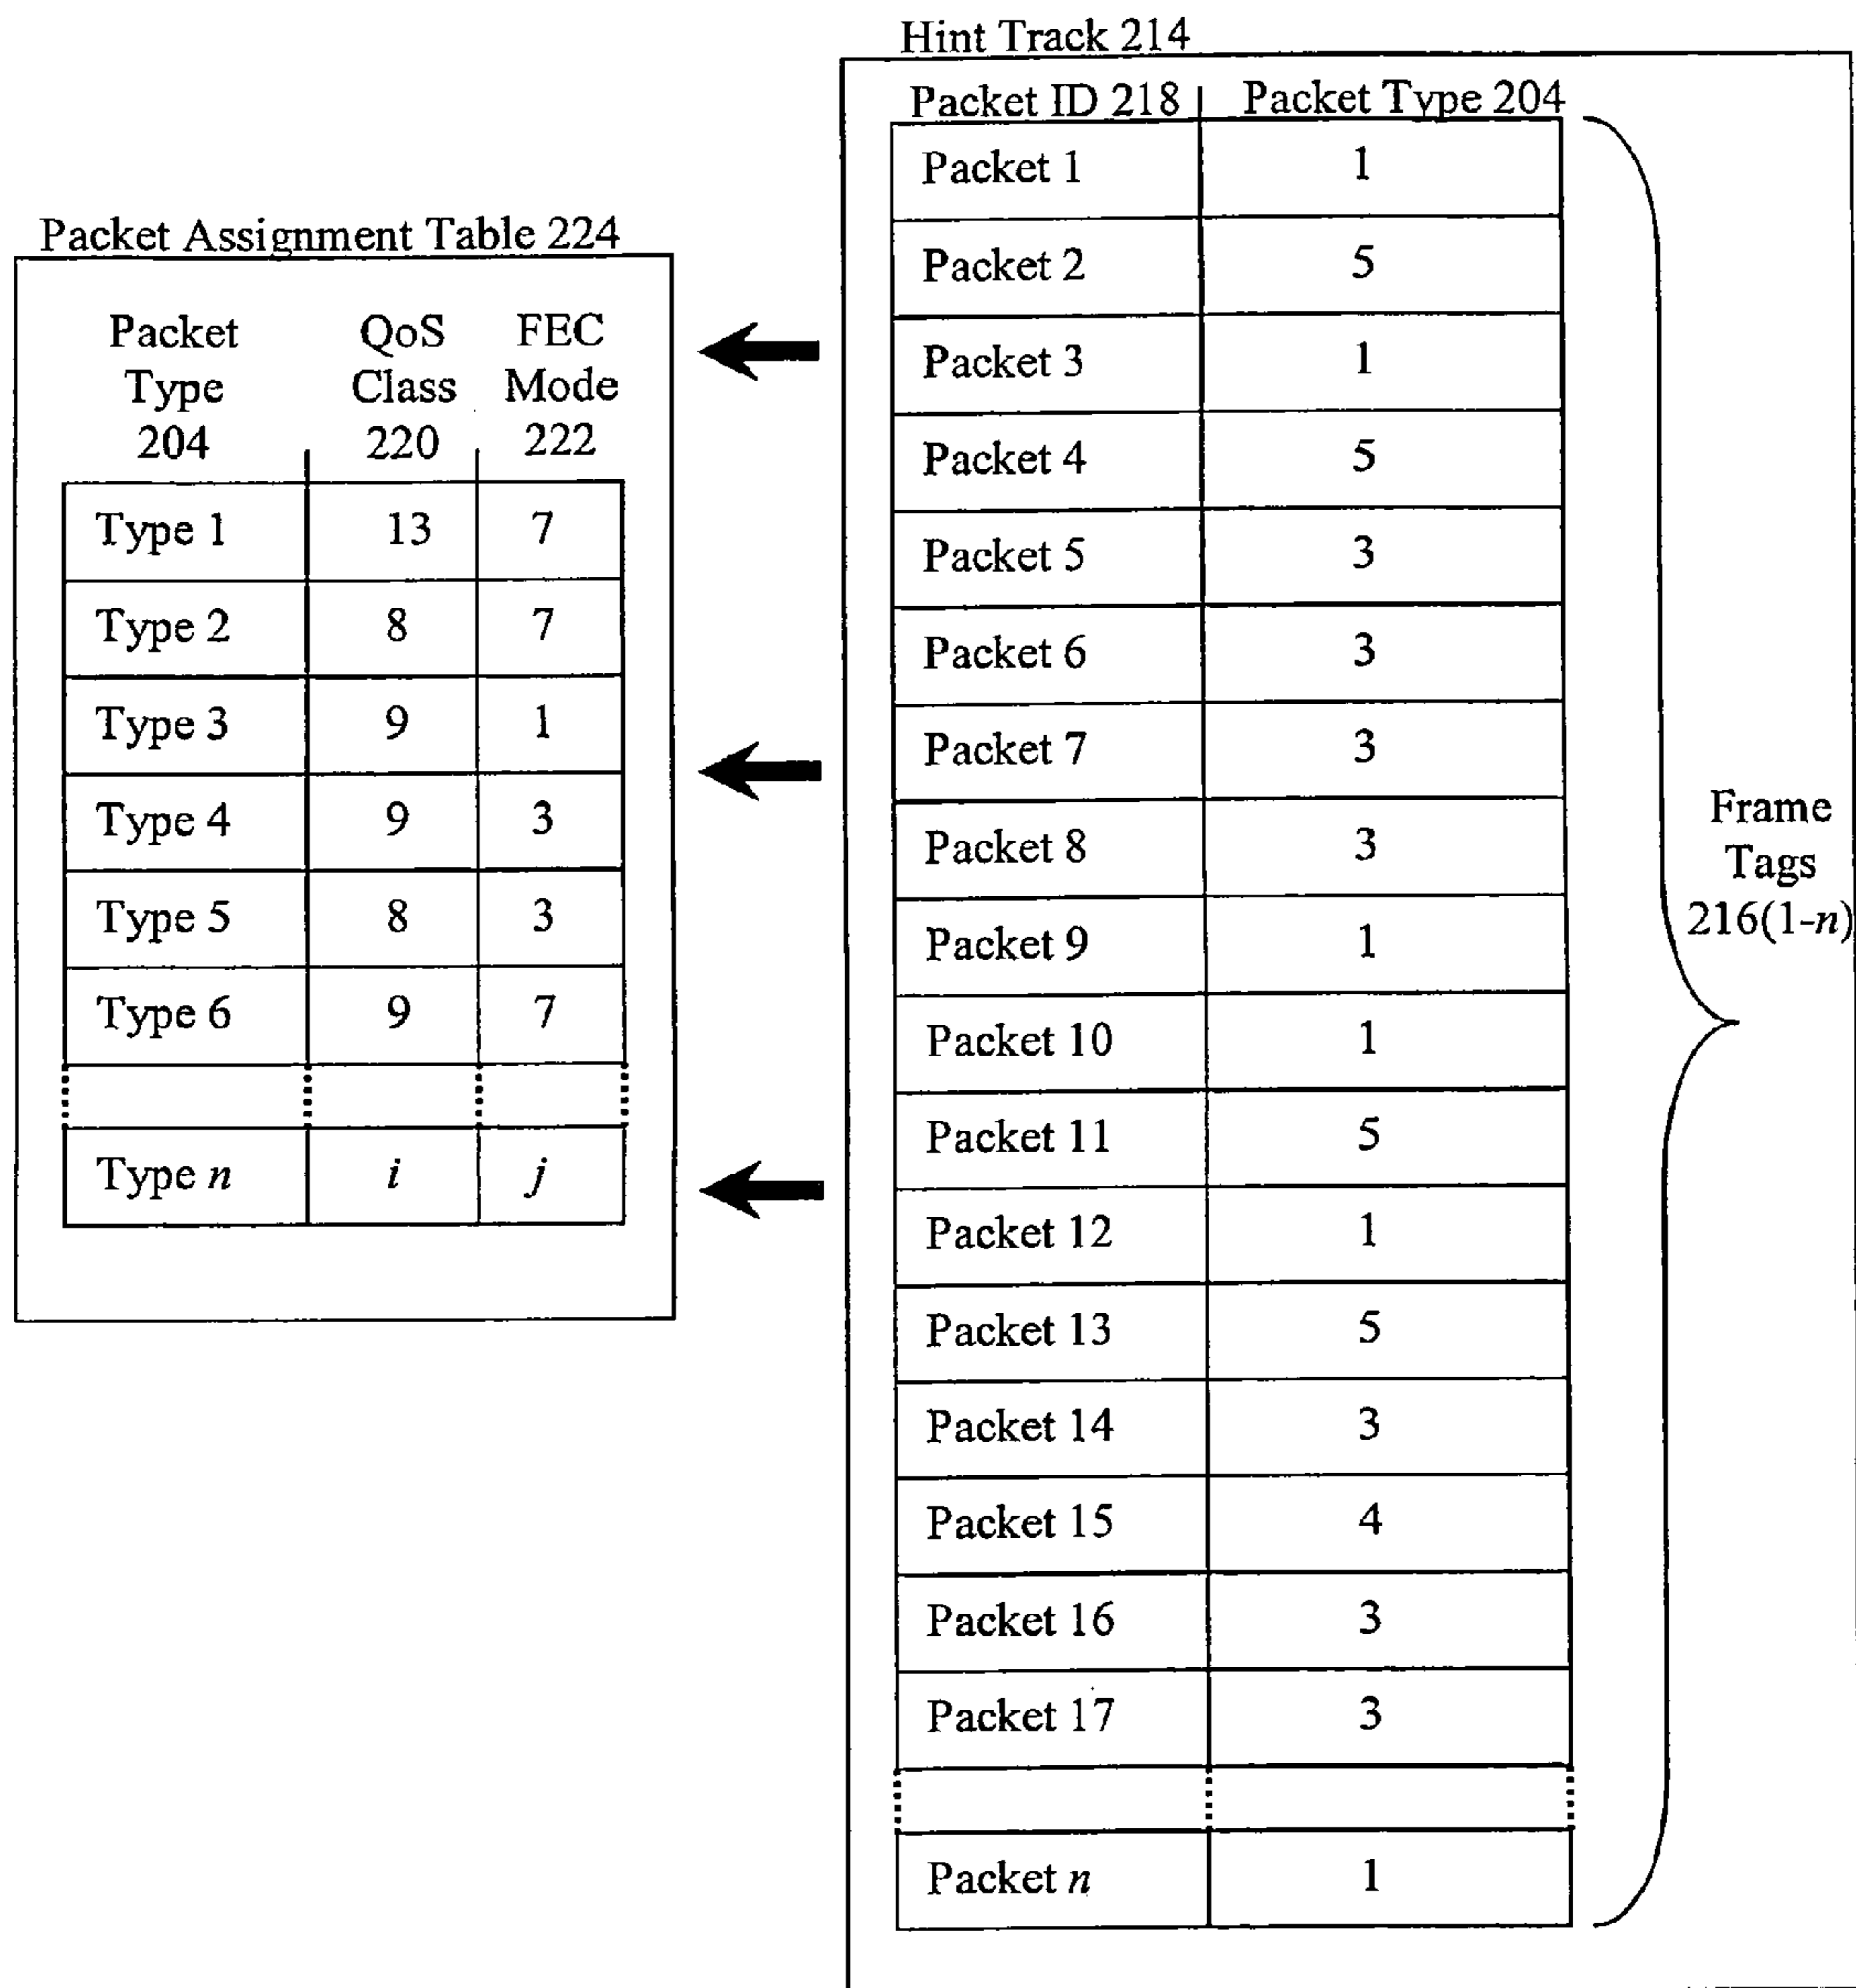 Hint Track 214
Packet ID 218 Packet Type 204
Packet 1 1
Packet 2 5
Packet 3 1
Packet 4 5
Packet 5 3
Packet 6 3
Packet 7 3
Packet 8 3
Packet 9 1
Packet 10 1
Packet 11 5
Packet 12 1
Packet 13 5
Packet 14 3
Packet 15 4
Packet 16 3
Packet 17 3
Packet n 1
Frame
Tags
216(1-n)
Packet Assignment Table 224
Packet QoS FEC
Type Class Mode
204 220 222
Type 1 13 7
Type 2 8 7
Type 3 9 1
Type 4 9 3
Type 5 8 3
Type 6 9 7
Type n i j